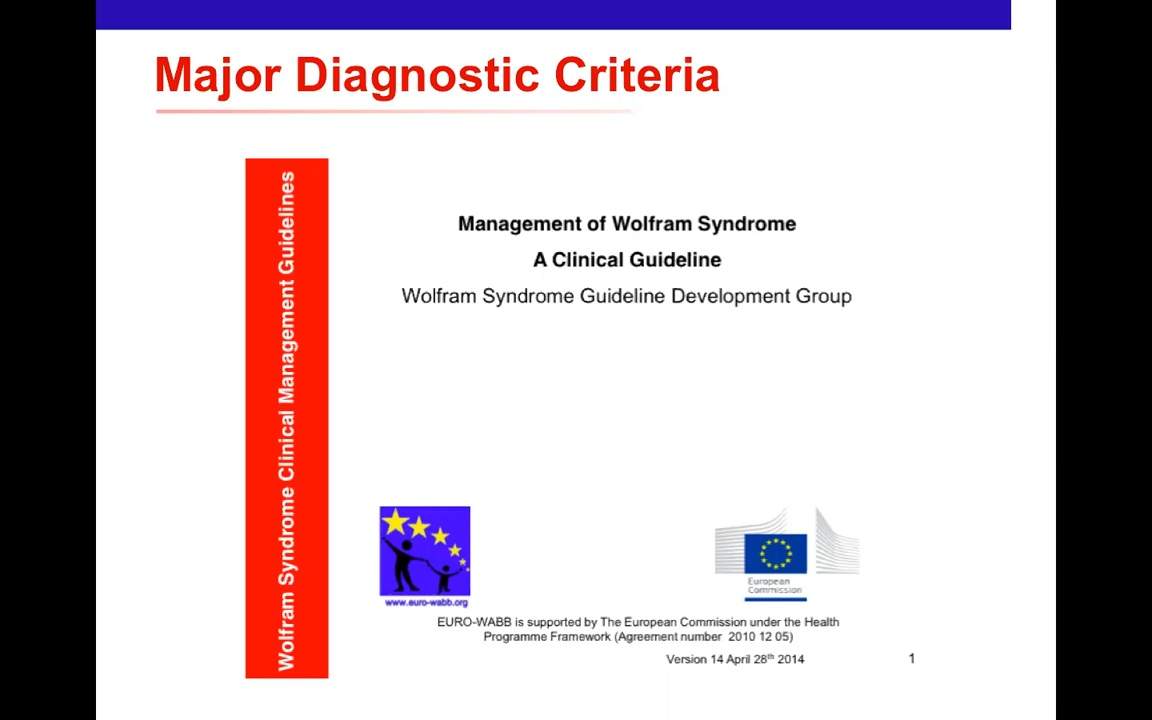 Major Diagnostic Criteria
Wolfram Syndrome Clinical Management Guidelines
Management of Wolfram Syndrome
A Clinical Guideline
Wolfram Syndrome Guideline Development Group
www.euro-wabb.org
European
Commission
EURO-WABB is supported by The European Commission under the Health
Programme Framework (Agreement number 2010 12 05)
Version 14 April 28th 2014
1